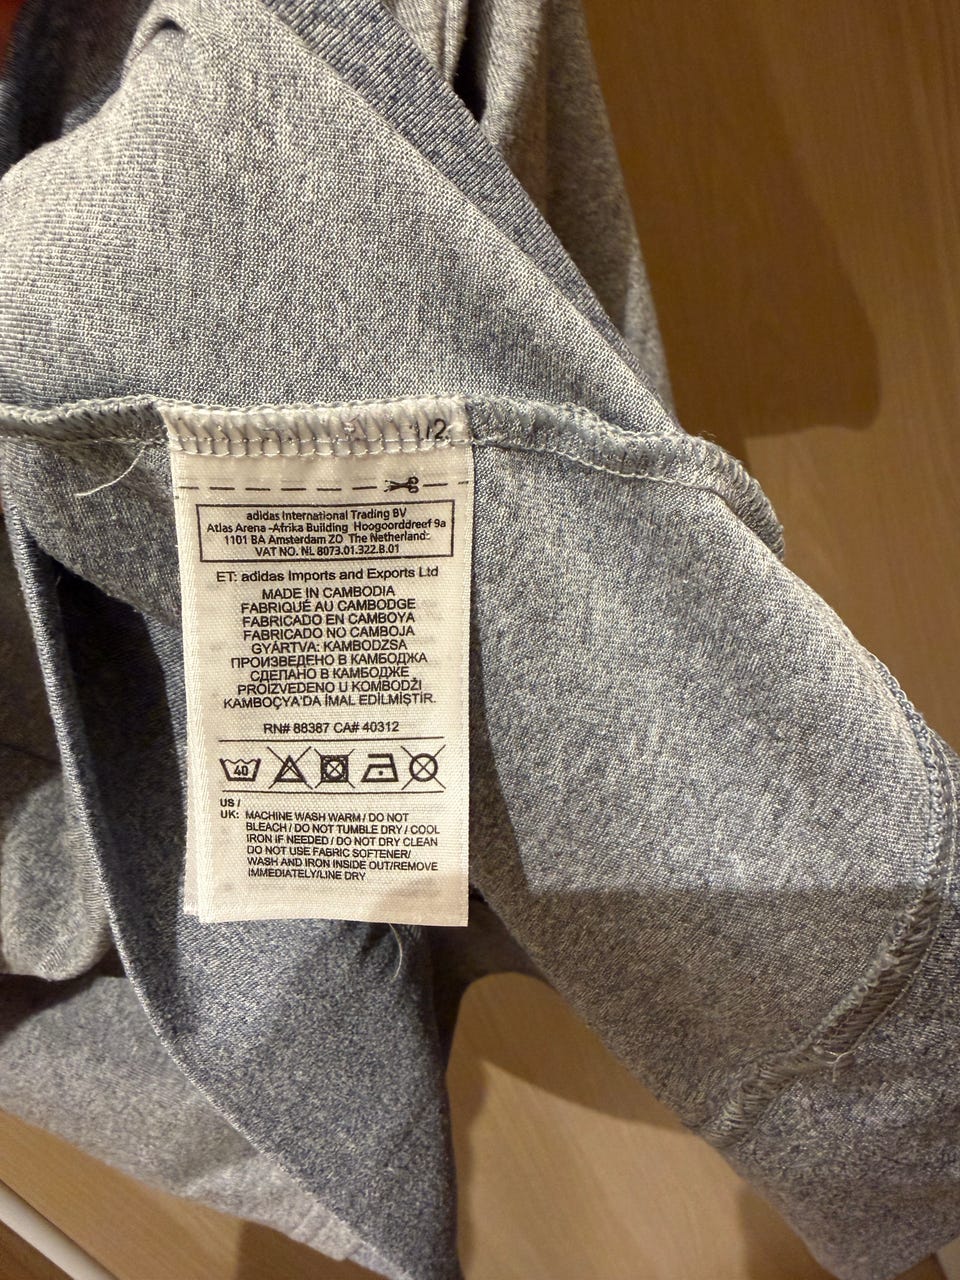 1/2
adidas International Trading BV
Atlas Arena -Afrika Building Hoogoorddreef 9a
1101 BA Amsterdam ZO The Netherlands
VAT NO. NL 8073.01.322.B.01
ET: adidas Imports and Exports Ltd
MADE IN CAMBODIA
FABRIQUÉ AU CAMBODGE
FABRICADO EN CAMBOYA
FABRICADO NO CAMBOJA
GYÁRTVA: KAMBODZSA
ПРОИЗВЕДЕНО В КАМБОДЖА
СДЕЛАНО В КАМБОДЖЕ
PROIZVEDENO U KOMBODŽI
KAMBOÇYA'DA İMAL EDİLMİŞTİR.
RN# 88387 CA# 40312
40
US /
UK: MACHINE WASH WARM / DO NOT
BLEACH / DO NOT TUMBLE DRY / COOL
IRON IF NEEDED / DO NOT DRY CLEAN
DO NOT USE FABRIC SOFTENER/
WASH AND IRON INSIDE OUT/REMOVE
IMMEDIATELY/LINE DRY